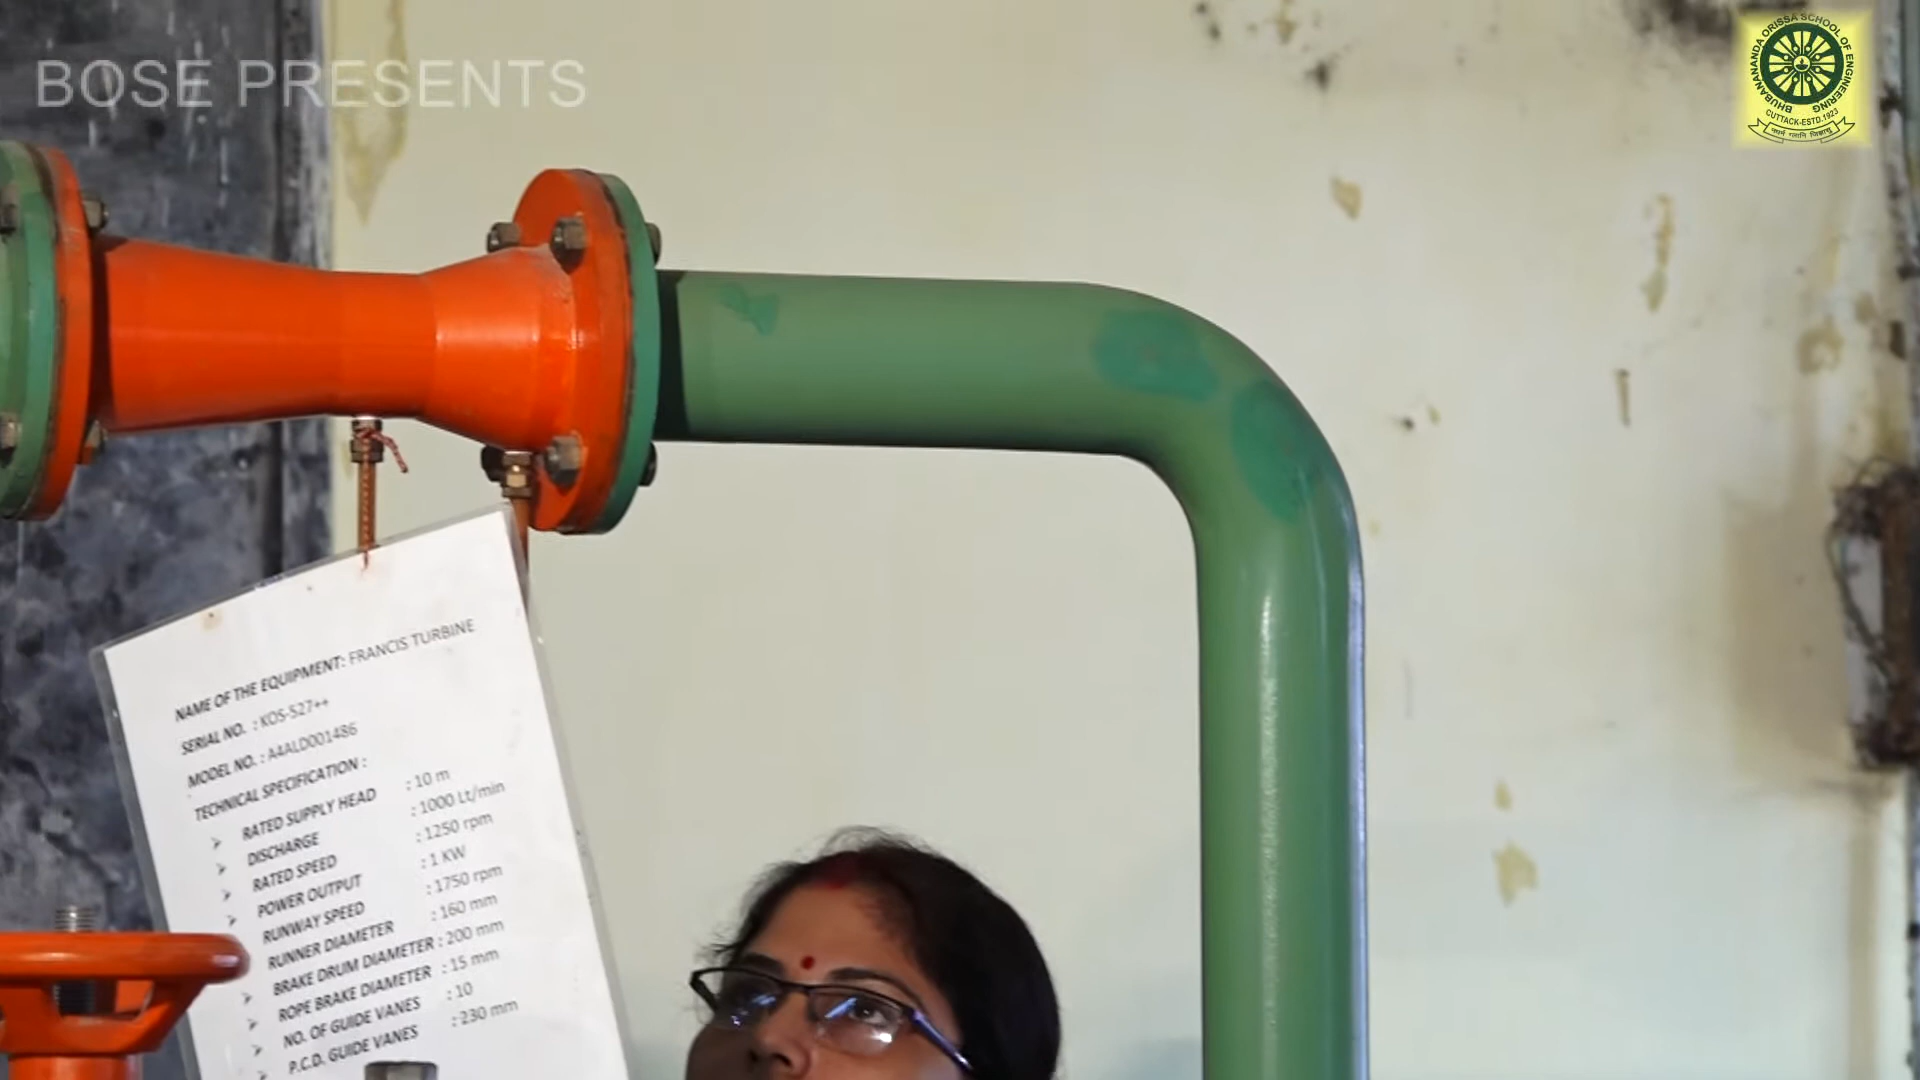 BOSE PRESENTS
BHUBANANANDA ORISSA SCHOOL OF ENGINEERING
CUTTACK-ESTD.1923
NAME OF THE EQUIPMENT: FRANCIS TURBINE
SERIAL NO. : KOS-527++
MODEL NO. : A4ALD001486
TECHNICAL SPECIFICATION :
➢ RATED SUPPLY HEAD : 10 m
➢ DISCHARGE : 1000 Lt/min
➢ RATED SPEED : 1250 rpm
➢ POWER OUTPUT : 1 KW
➢ RUNWAY SPEED : 1750 rpm
➢ RUNNER DIAMETER : 160 mm
➢ BRAKE DRUM DIAMETER : 200 mm
➢ ROPE BRAKE DIAMETER : 15 mm
➢ NO. OF GUIDE VANES : 10
➢ P.C.D. GUIDE VANES : 230 mm